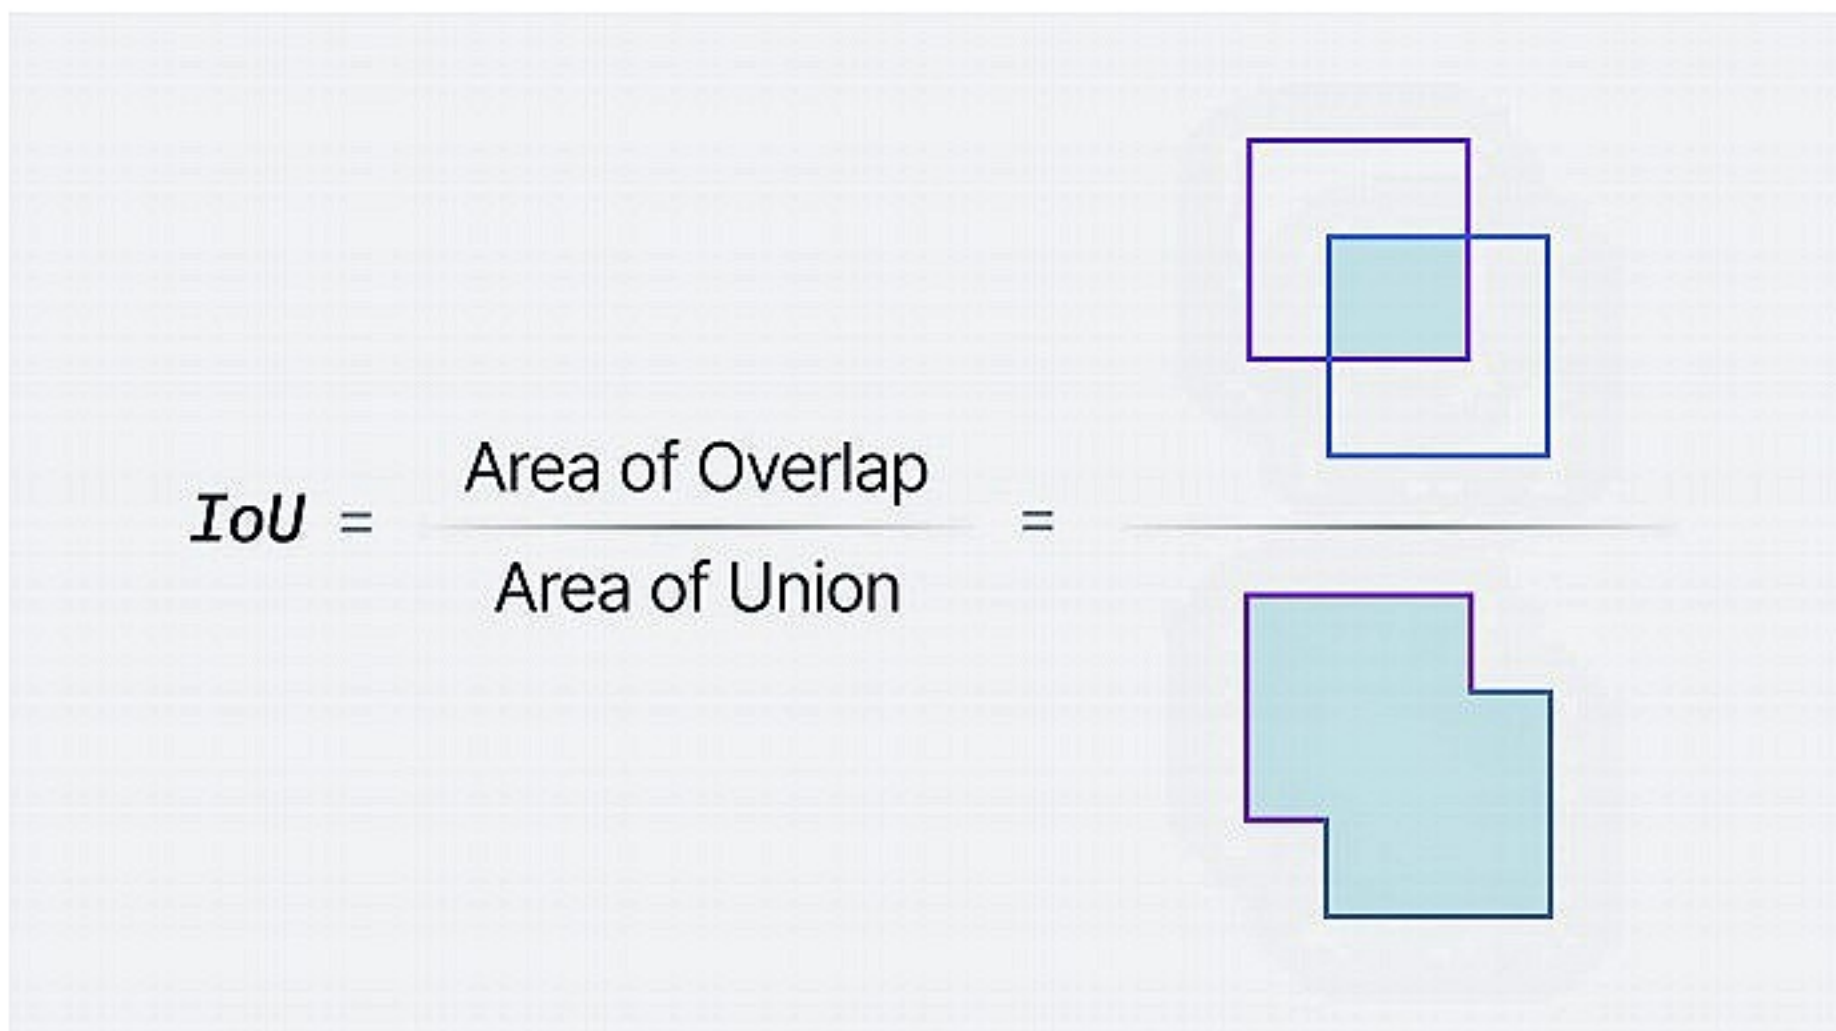 Area of Overlap
IoU = =
Area of Union